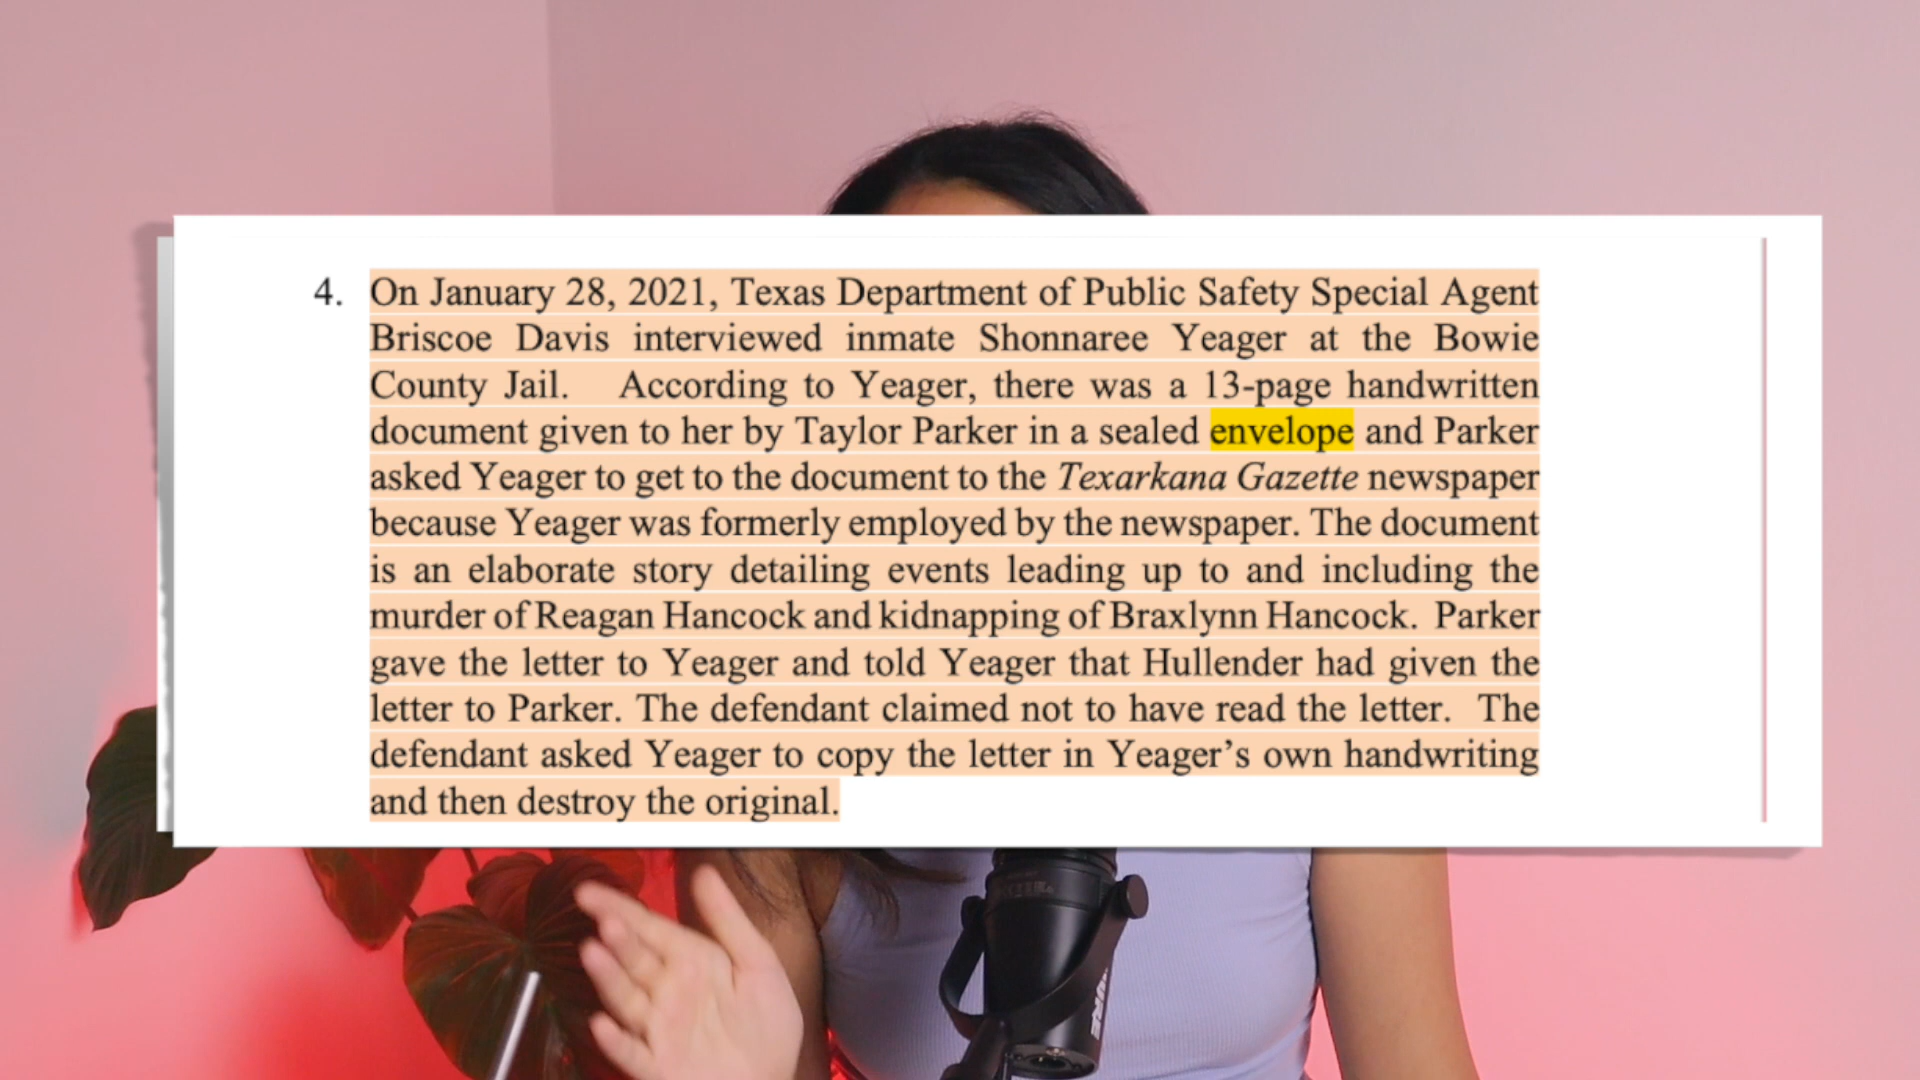 4. On January 28, 2021, Texas Department of Public Safety Special Agent
Briscoe Davis interviewed inmate Shonnaree Yeager at the Bowie
County Jail. According to Yeager, there was a 13-page handwritten
document given to her by Taylor Parker in a sealed envelope and Parker
asked Yeager to get to the document to the Texarkana Gazette newspaper
because Yeager was formerly employed by the newspaper. The document
is an elaborate story detailing events leading up to and including the
murder of Reagan Hancock and kidnapping of Braxlynn Hancock. Parker
gave the letter to Yeager and told Yeager that Hullender had given the
letter to Parker. The defendant claimed not to have read the letter. The
defendant asked Yeager to copy the letter in Yeager's own handwriting
and then destroy the original.
SHURE